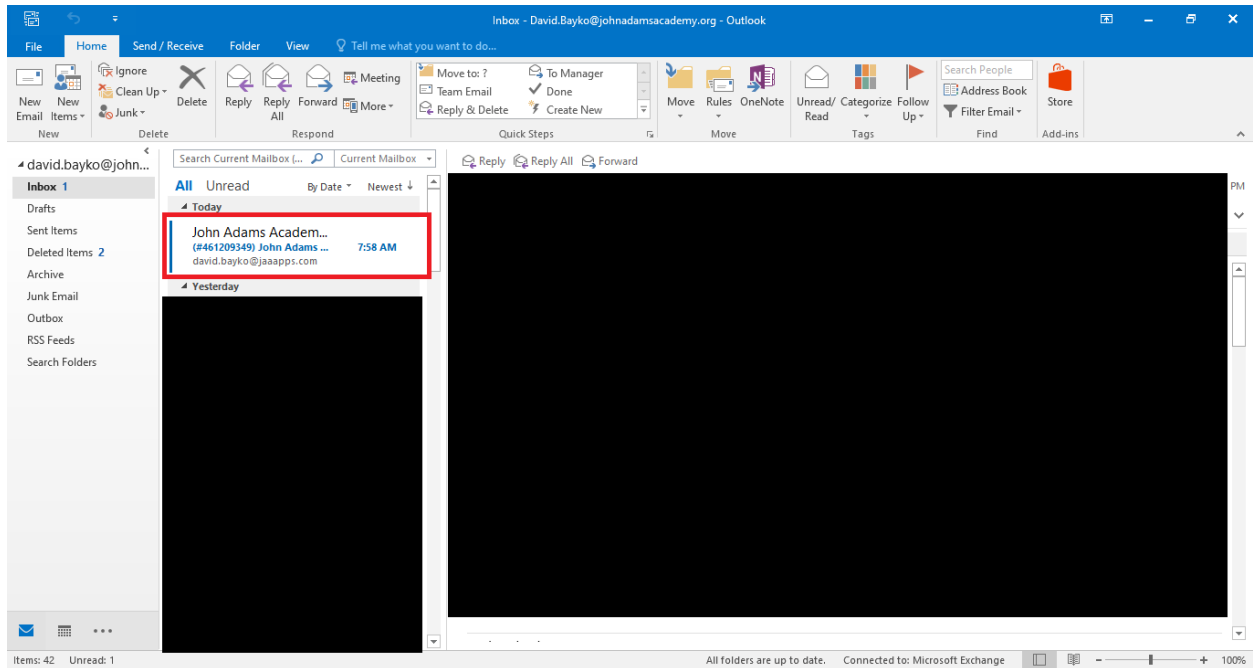 Inbox - David.Bayko@johnadamsacademy.org - Outlook
File Home Send / Receive Folder View Tell me what you want to do...
New Email
New Items
Ignore
Clean Up
Junk
Delete
Reply
Reply All
Forward
Meeting
More
Move to: ?
Team Email
Reply & Delete
To Manager
Done
Create New
Move
Rules
OneNote
Unread/ Read
Categorize
Follow Up
Search People
Address Book
Filter Email
Store
New Delete Respond Quick Steps Move Tags Find Add-ins
david.bayko@john...
Inbox 1
Drafts
Sent Items
Deleted Items 2
Archive
Junk Email
Outbox
RSS Feeds
Search Folders
Search Current Mailbox (... Current Mailbox
All Unread By Date Newest ↓
Today
John Adams Academ...
(#461209349) John Adams ... 7:58 AM
david.bayko@jaaapps.com
Yesterday
Reply Reply All Forward
PM
Items: 42 Unread: 1
All folders are up to date. Connected to: Microsoft Exchange
100%